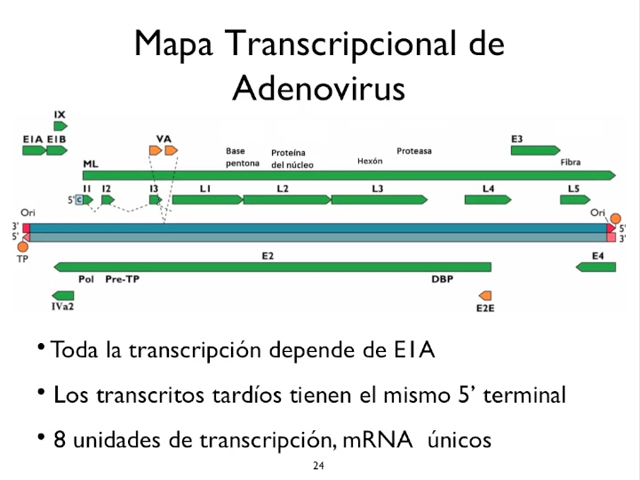 Mapa Transcripcional de
Adenovirus
IX
E1A E1B
VA
E3
Base
pentona
Proteína
del núcleo
Hexón
Proteasa
Fibra
ML
I1 I2 I3 L1 L2 L3 L4 L5
5' C
Ori
Ori
3'
5'
5'
3'
TP
E2
E4
Pol Pre-TP DBP
IVa2
E2E
• Toda la transcripción depende de E1A
• Los transcritos tardíos tienen el mismo 5’ terminal
• 8 unidades de transcripción, mRNA únicos
24